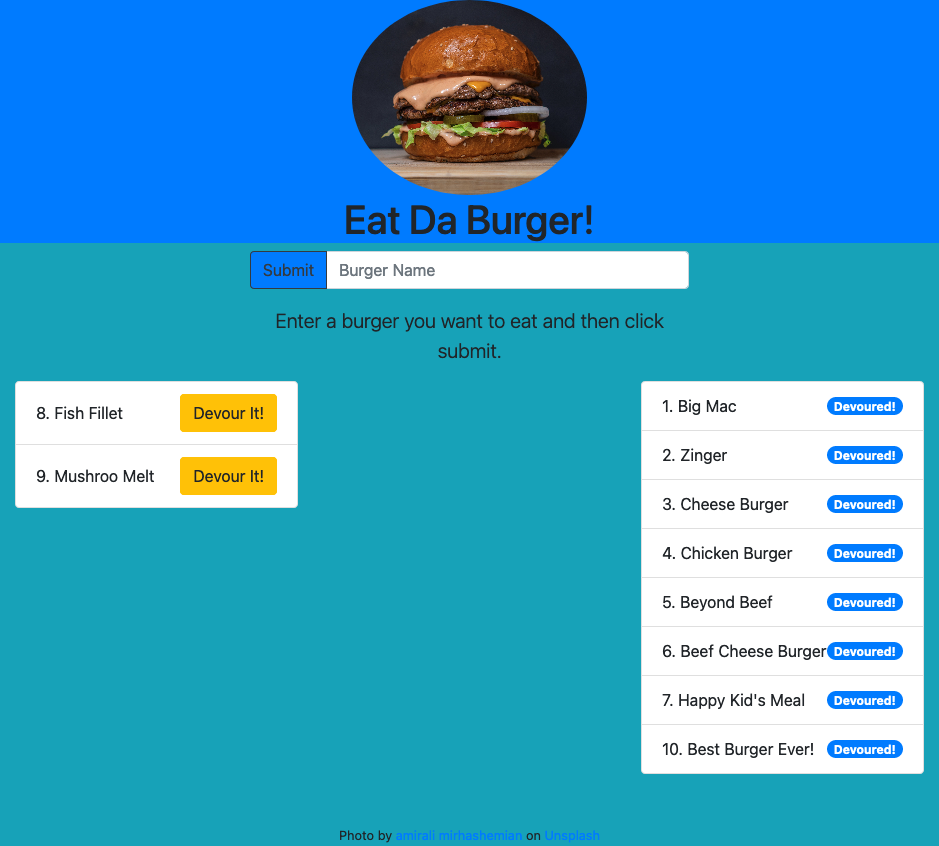 Eat Da Burger!
Submit
Burger Name
Enter a burger you want to eat and then click
submit.
8. Fish Fillet
Devour It!
9. Mushroo Melt
Devour It!
1. Big Mac
Devoured!
2. Zinger
Devoured!
3. Cheese Burger
Devoured!
4. Chicken Burger
Devoured!
5. Beyond Beef
Devoured!
6. Beef Cheese Burger
Devoured!
7. Happy Kid's Meal
Devoured!
10. Best Burger Ever!
Devoured!
Photo by amirali mirhashemian on Unsplash